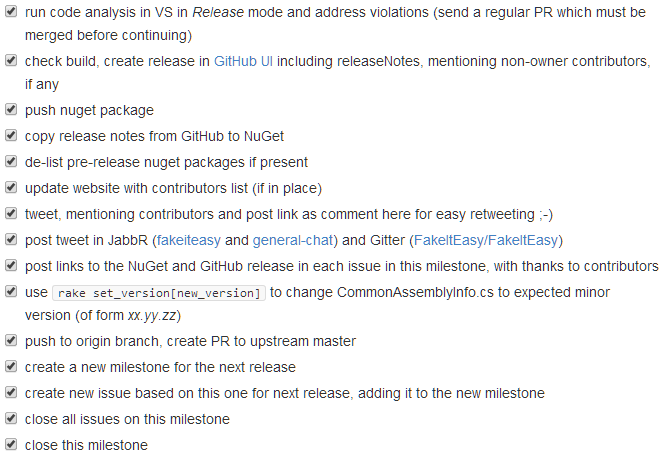 run code analysis in VS in Release mode and address violations (send a regular PR which must be
merged before continuing)
check build, create release in GitHub UI including releaseNotes, mentioning non-owner contributors,
if any
push nuget package
copy release notes from GitHub to NuGet
de-list pre-release nuget packages if present
update website with contributors list (if in place)
tweet, mentioning contributors and post link as comment here for easy retweeting ;-)
post tweet in JabbR (fakeiteasy and general-chat) and Gitter (FakeItEasy/FakeItEasy)
post links to the NuGet and GitHub release in each issue in this milestone, with thanks to contributors
use rake set_version[new_version] to change CommonAssemblyInfo.cs to expected minor
version (of form xx.yy.zz)
push to origin branch, create PR to upstream master
create a new milestone for the next release
create new issue based on this one for next release, adding it to the new milestone
close all issues on this milestone
close this milestone